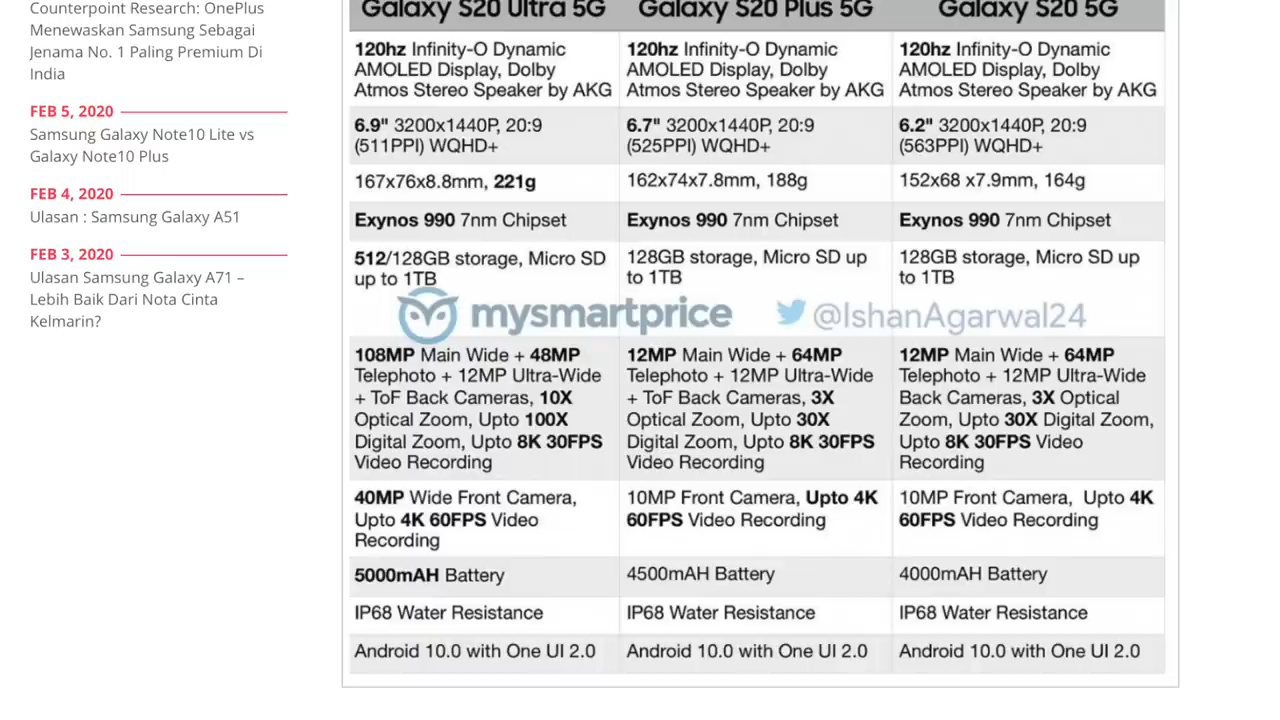 Counterpoint Research: OnePlus
Menewaskan Samsung Sebagai
Jenama No. 1 Paling Premium Di
India
FEB 5, 2020
Samsung Galaxy Note10 Lite vs
Galaxy Note10 Plus
FEB 4, 2020
Ulasan : Samsung Galaxy A51
FEB 3, 2020
Ulasan Samsung Galaxy A71 –
Lebih Baik Dari Nota Cinta
Kelmarin?
Galaxy S20 Ultra 5G
Galaxy S20 Plus 5G
Galaxy S20 5G
120hz Infinity-O Dynamic
AMOLED Display, Dolby
Atmos Stereo Speaker by AKG
120hz Infinity-O Dynamic
AMOLED Display, Dolby
Atmos Stereo Speaker by AKG
120hz Infinity-O Dynamic
AMOLED Display, Dolby
Atmos Stereo Speaker by AKG
6.9" 3200x1440P, 20:9
(511PPI) WQHD+
6.7" 3200x1440P, 20:9
(525PPI) WQHD+
6.2" 3200x1440P, 20:9
(563PPI) WQHD+
167x76x8.8mm, 221g
162x74x7.8mm, 188g
152x68 x7.9mm, 164g
Exynos 990 7nm Chipset
Exynos 990 7nm Chipset
Exynos 990 7nm Chipset
512/128GB storage, Micro SD
up to 1TB
128GB storage, Micro SD up
to 1TB
128GB storage, Micro SD up
to 1TB
mysmartprice
@IshanAgarwal24
108MP Main Wide + 48MP
Telephoto + 12MP Ultra-Wide
+ ToF Back Cameras, 10X
Optical Zoom, Upto 100X
Digital Zoom, Upto 8K 30FPS
Video Recording
12MP Main Wide + 64MP
Telephoto + 12MP Ultra-Wide
+ ToF Back Cameras, 3X
Optical Zoom, Upto 30X
Digital Zoom, Upto 8K 30FPS
Video Recording
12MP Main Wide + 64MP
Telephoto + 12MP Ultra-Wide
Back Cameras, 3X Optical
Zoom, Upto 30X Digital Zoom,
Upto 8K 30FPS Video
Recording
40MP Wide Front Camera,
Upto 4K 60FPS Video
Recording
10MP Front Camera, Upto 4K
60FPS Video Recording
10MP Front Camera, Upto 4K
60FPS Video Recording
5000mAH Battery
4500mAH Battery
4000mAH Battery
IP68 Water Resistance
IP68 Water Resistance
IP68 Water Resistance
Android 10.0 with One UI 2.0
Android 10.0 with One UI 2.0
Android 10.0 with One UI 2.0